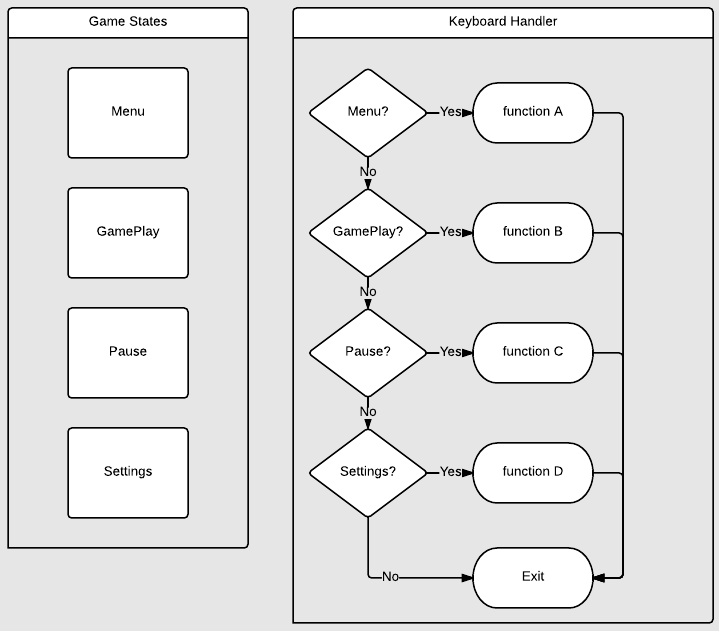 Game States
Menu
GamePlay
Pause
Settings
Keyboard Handler
Menu?
Yes
function A
No
GamePlay?
Yes
function B
No
Pause?
Yes
function C
No
Settings?
Yes
function D
No
Exit